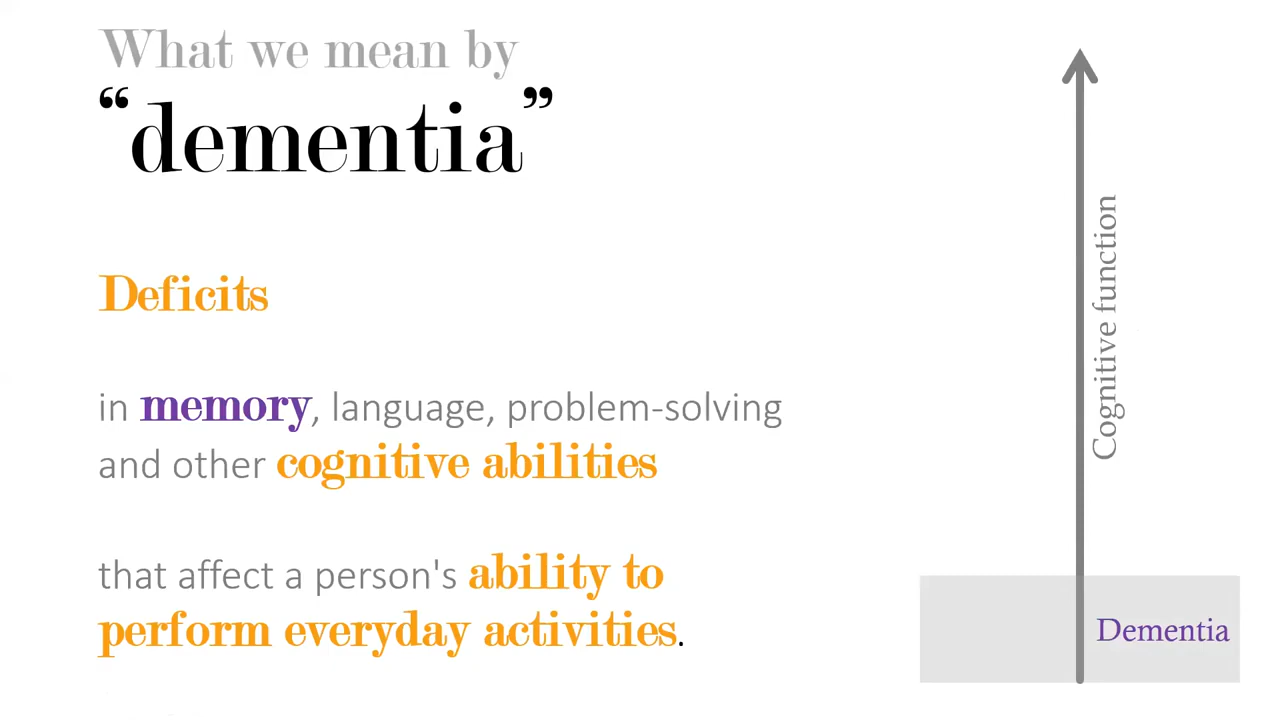 What we mean by
“dementia”
Deficits
in memory, language, problem-solving
and other cognitive abilities
that affect a person's ability to
perform everyday activities.
Cognitive function
Dementia